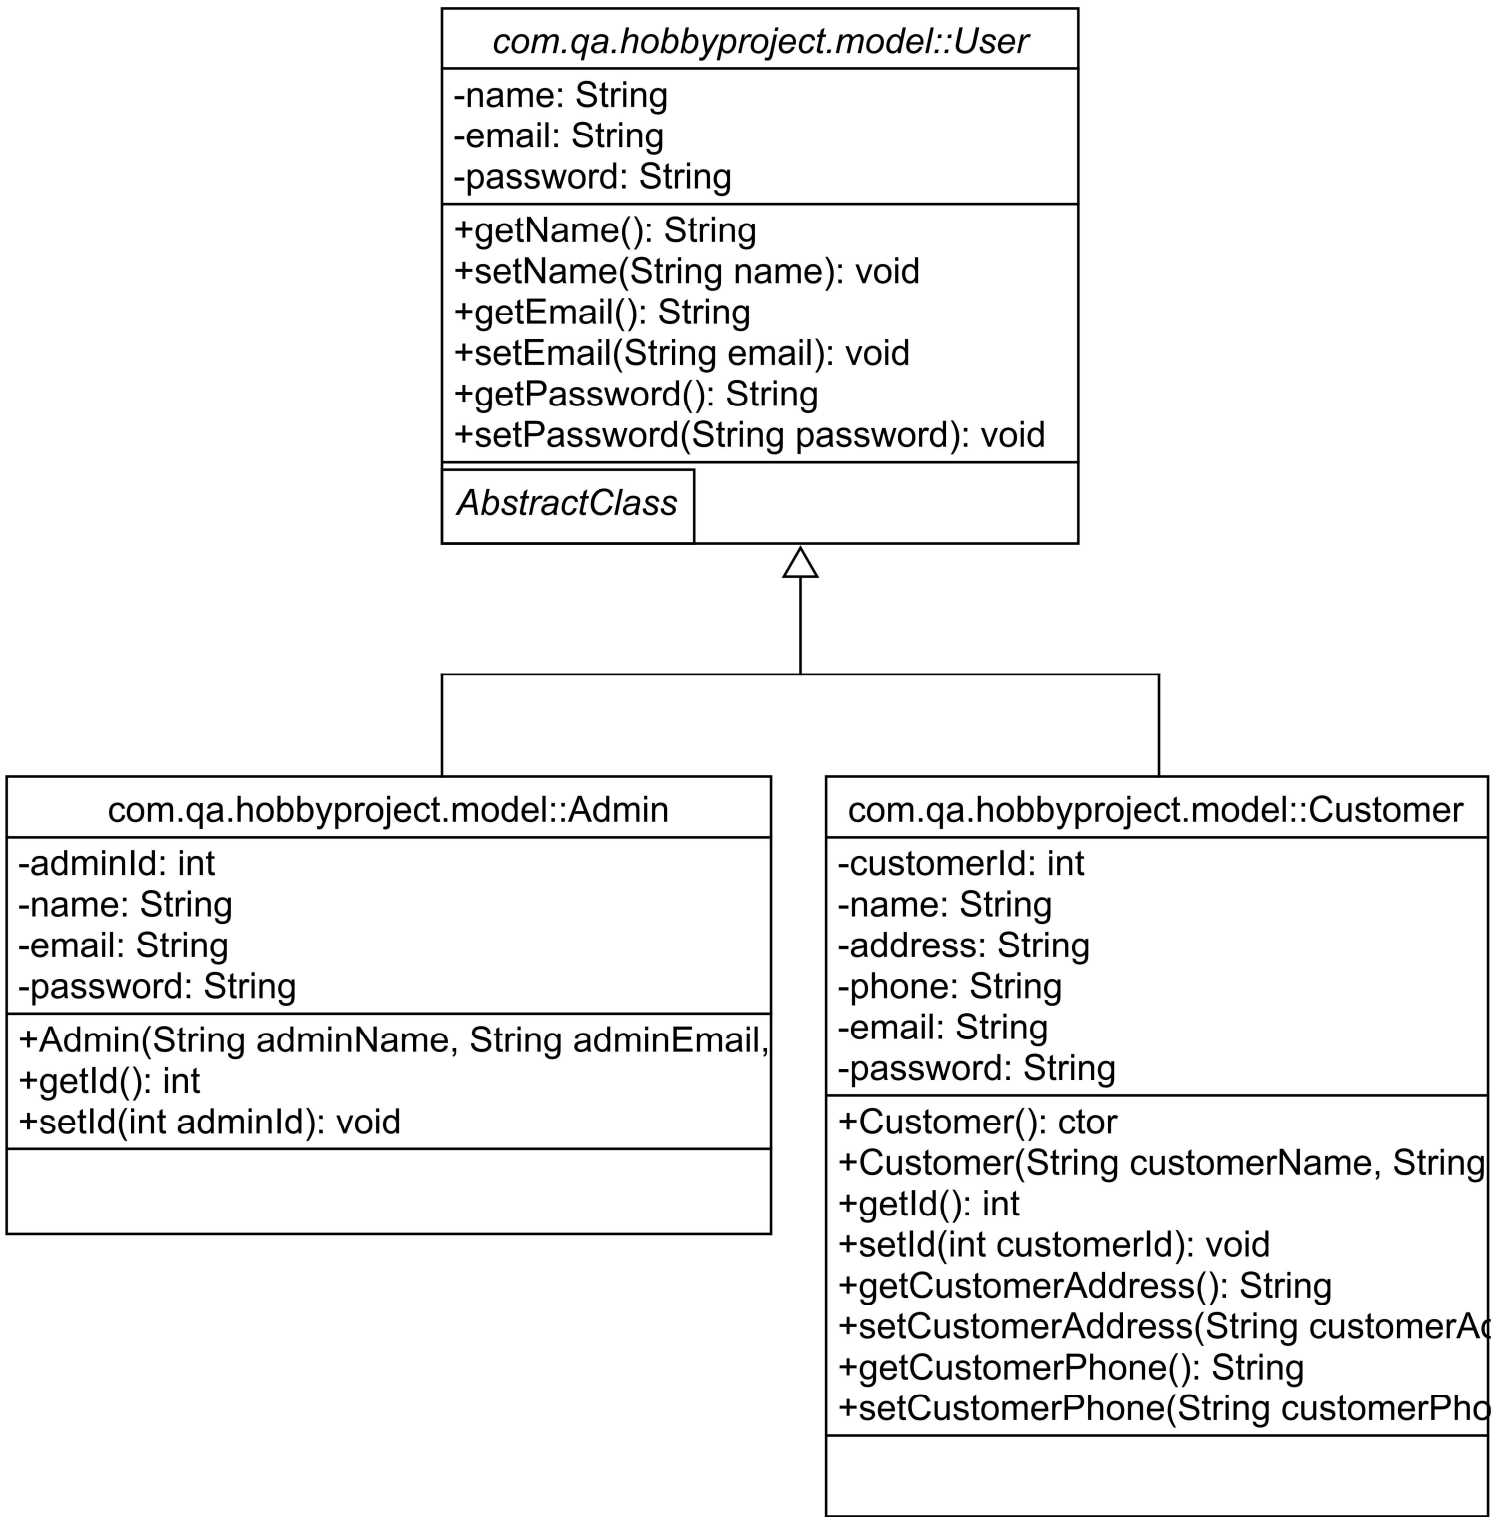 com.qa.hobbyproject.model::User
-name: String
-email: String
-password: String
+getName(): String
+setName(String name): void
+getEmail(): String
+setEmail(String email): void
+getPassword(): String
+setPassword(String password): void
AbstractClass
com.qa.hobbyproject.model::Admin
-adminId: int
-name: String
-email: String
-password: String
+Admin(String adminName, String adminEmail,
+getId(): int
+setId(int adminId): void
com.qa.hobbyproject.model::Customer
-customerId: int
-name: String
-address: String
-phone: String
-email: String
-password: String
+Customer(): ctor
+Customer(String customerName, String
+getId(): int
+setId(int customerId): void
+getCustomerAddress(): String
+setCustomerAddress(String
+getCustomerPhone(): String
+setCustomerPhone(String customerPho